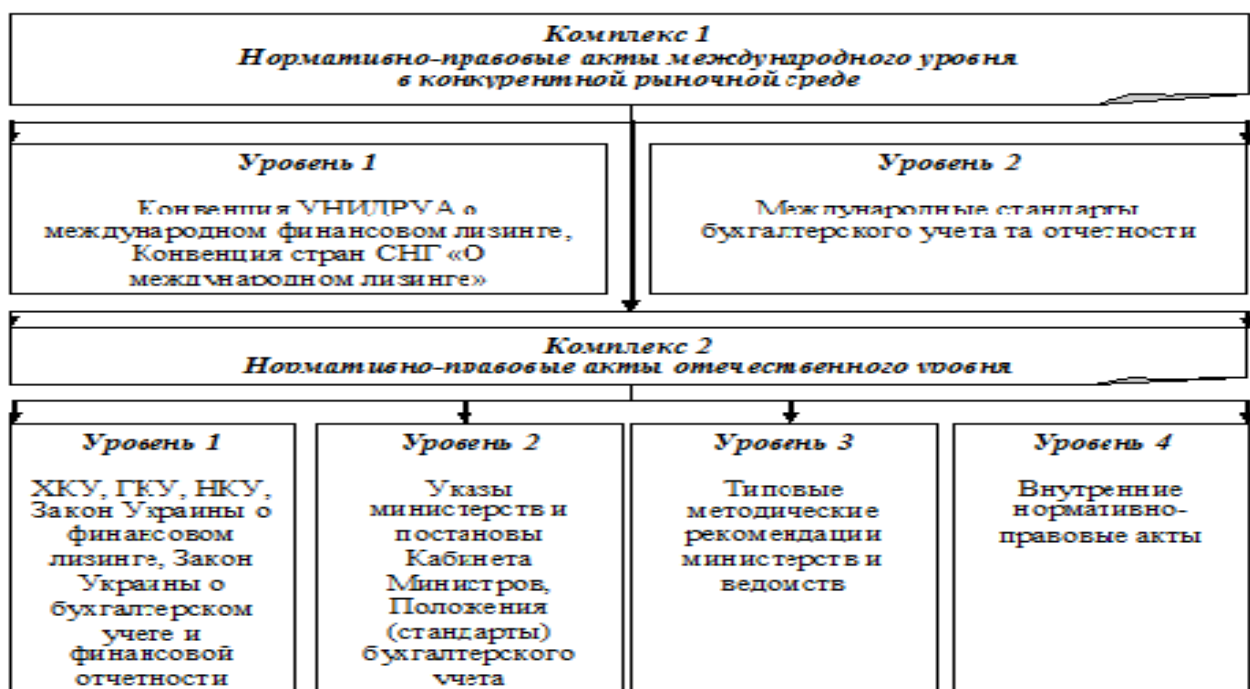 Комплекс 1
Нормативно-правовые акты международного уровня
в конкурентной рыночной среде
Уровень 1
Конвенция УНИДРУА о
международном финансовом лизинге,
Конвенция стран СНГ «О
международном лизинге»
Уровень 2
Международные стандарты
бухгалтерского учета та отчетности
Комплекс 2
Нормативно-правовые акты отечественного уровня
Уровень 1
ХКУ, ГКУ, НКУ,
Закон Украины о
финансовом
лизинге, Закон
Украины о
бухгалтерском
учете и
финансовой
отчетности
Уровень 2
Указы
министерств и
постановы
Кабинета
Министров,
Положения
(стандарты)
бухгалтерского
учета
Уровень 3
Типовые
методические
рекомендации
министерств и
ведомств
Уровень 4
Внутренние
нормативно-
правовые акты